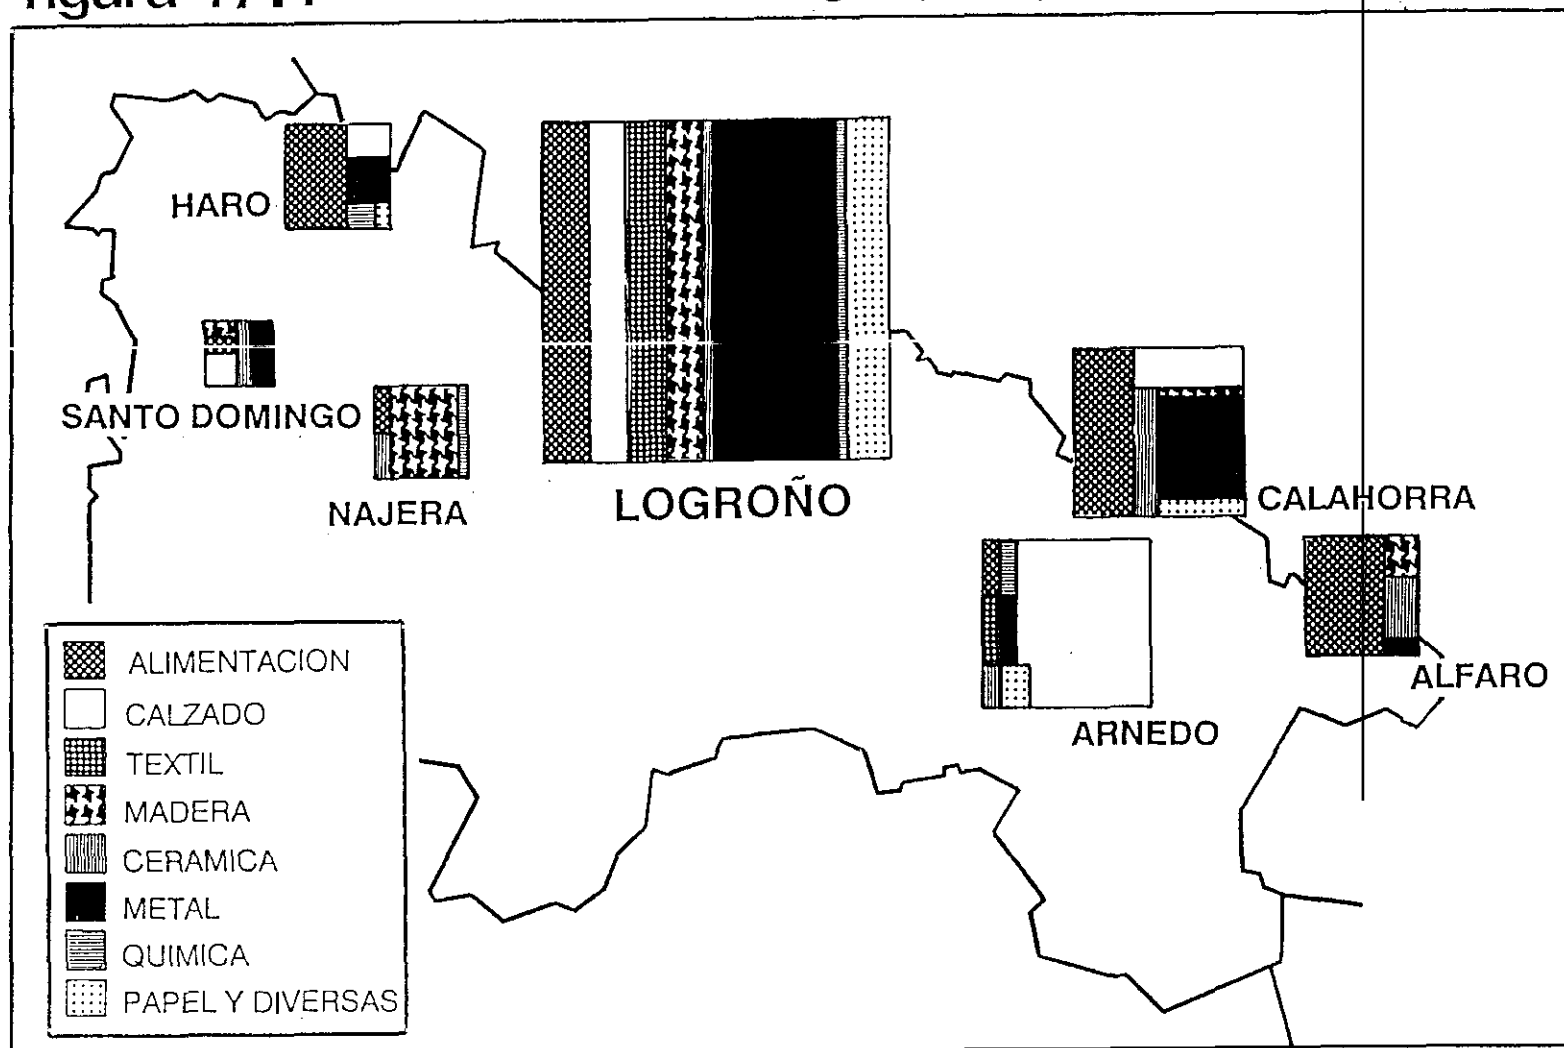 HARO
SANTO DOMINGO
NAJERA
LOGROÑO
CALAHORRA
ALFARO
ARNEDO
ALIMENTACION
CALZADO
TEXTIL
MADERA
CERAMICA
METAL
QUIMICA
PAPEL Y DIVERSAS